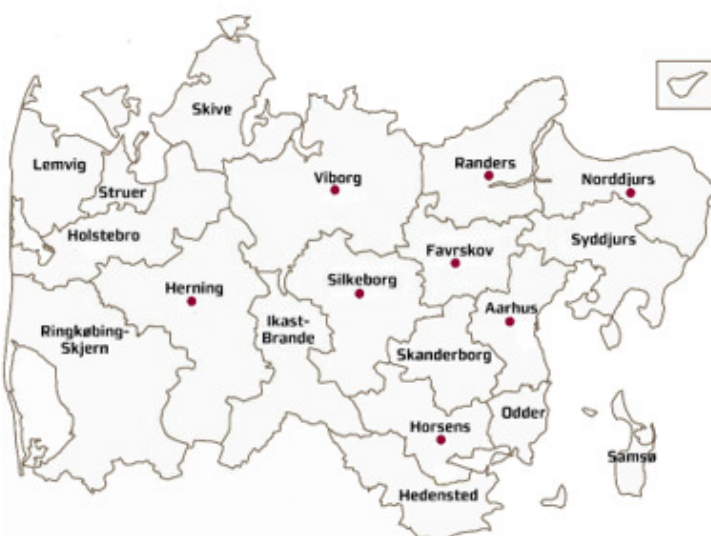 Skive
Lemvig
Struer
Viborg
Randers
Norddjurs
Holstebro
Syddjurs
Favrskov
Herning
Silkeborg
Aarhus
Ringkøbing-
Skjern
Ikast-
Brande
Skanderborg
Odder
Horsens
Samsø
Hedensted